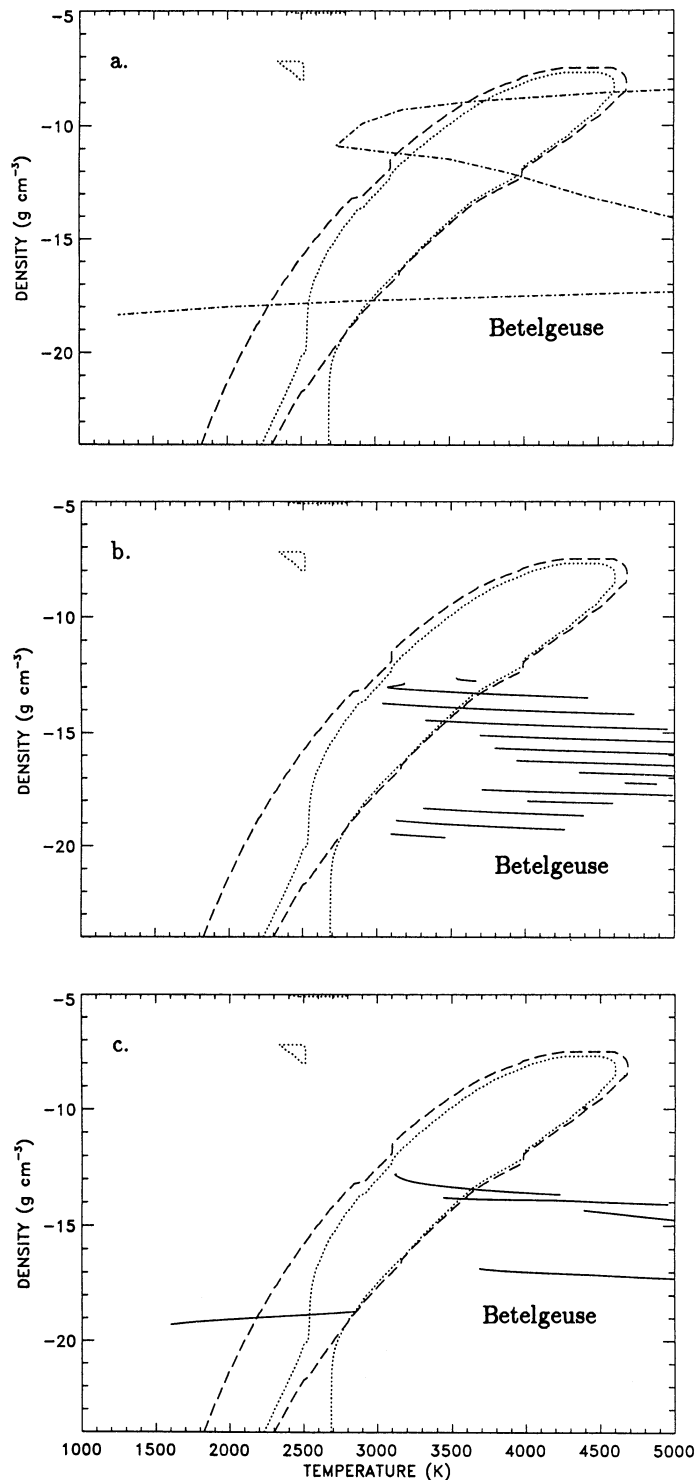 a.
-5
-10
-15
-20
DENSITY (g cm⁻³)
Betelgeuse
b.
-5
-10
-15
-20
DENSITY (g cm⁻³)
Betelgeuse
c.
-5
-10
-15
-20
DENSITY (g cm⁻³)
Betelgeuse
1000 1500 2000 2500 3000 3500 4000 4500 5000
TEMPERATURE (K)